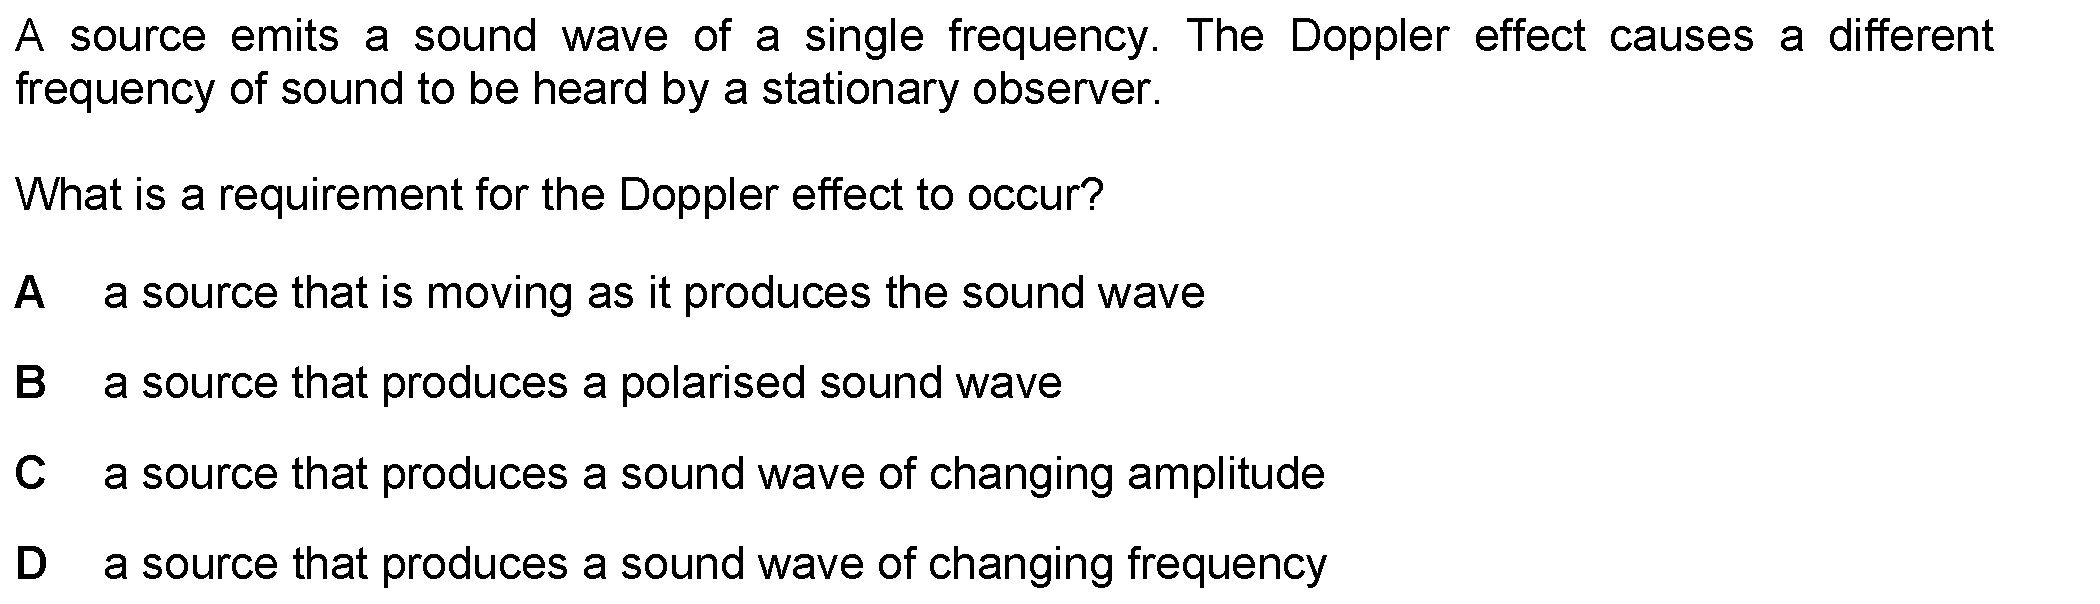 A source emits a sound wave of a single frequency. The Doppler effect causes a different
frequency of sound to be heard by a stationary observer.
What is a requirement for the Doppler effect to occur?
A a source that is moving as it produces the sound wave
B a source that produces a polarised sound wave
C a source that produces a sound wave of changing amplitude
D a source that produces a sound wave of changing frequency